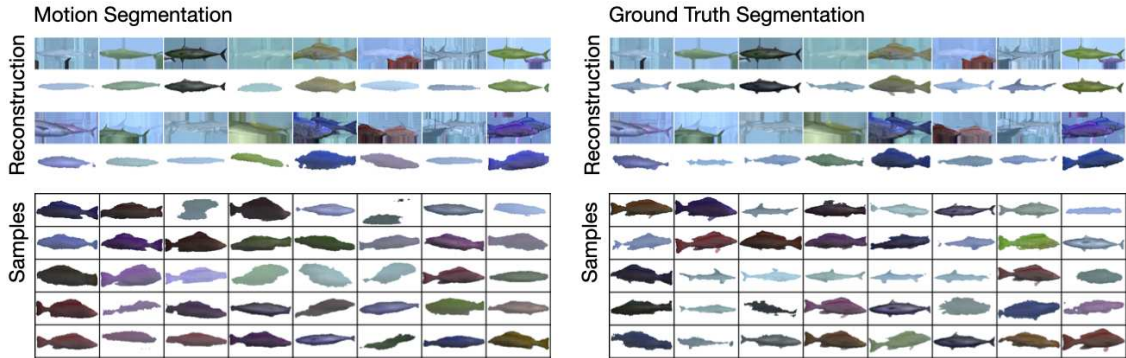 Motion Segmentation
Reconstruction
Samples
Ground Truth Segmentation
Reconstruction
Samples